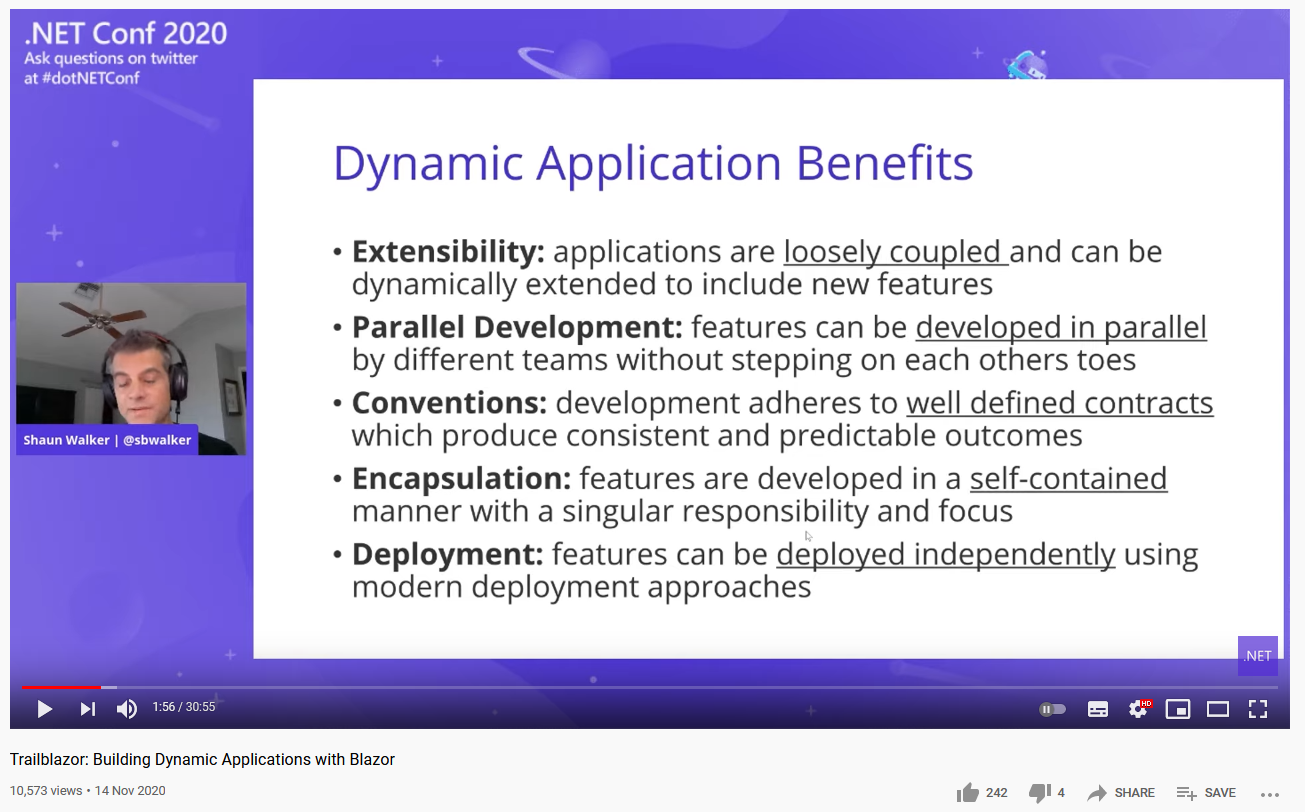 .NET Conf 2020
Ask questions on twitter
at #dotNETConf
Dynamic Application Benefits
• Extensibility: applications are loosely coupled and can be
dynamically extended to include new features
• Parallel Development: features can be developed in parallel
by different teams without stepping on each others toes
• Conventions: development adheres to well defined contracts
which produce consistent and predictable outcomes
• Encapsulation: features are developed in a self-contained
manner with a singular responsibility and focus
• Deployment: features can be deployed independently using
modern deployment approaches
Shaun Walker | @sbwalker
.NET
1:56 / 30:55
HD
Trailblazor: Building Dynamic Applications with Blazor
10,573 views • 14 Nov 2020
242
4
SHARE
SAVE